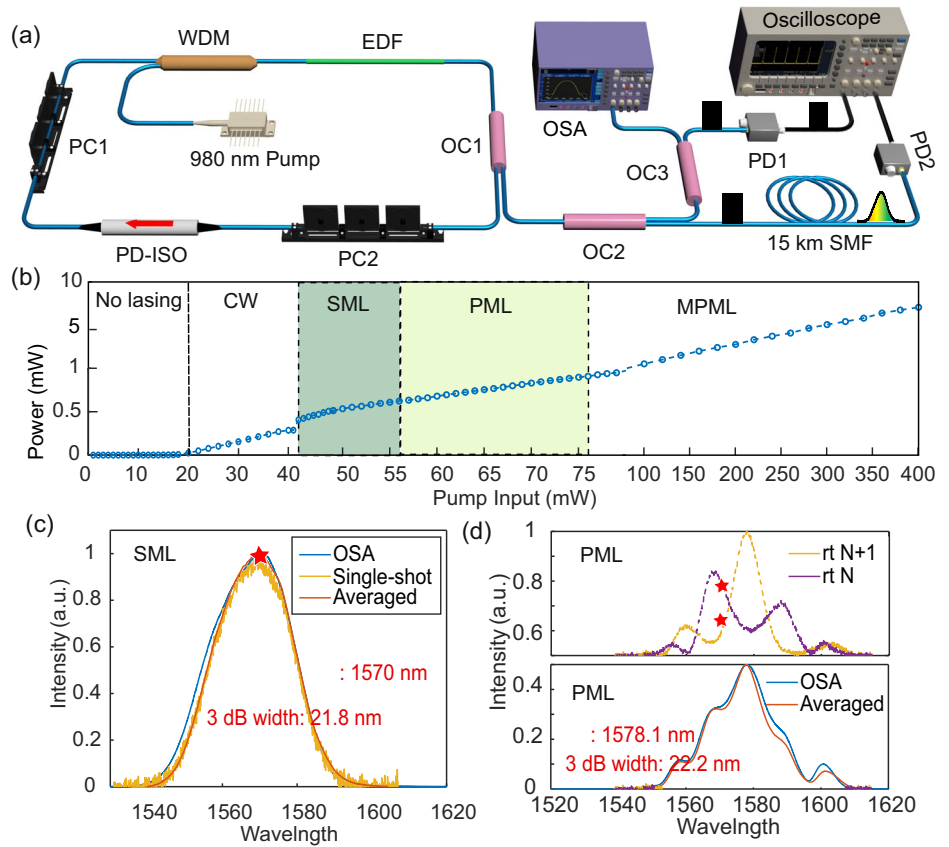 (a)
WDM
EDF
Oscilloscope
PC1
980 nm Pump
OC1
OSA
OC3
PD1
PD2
PD-ISO
PC2
OC2
15 km SMF
(b)
10
5
1
0.5
0
Power (mW)
No lasing
CW
SML
PML
MPML
0 10 20 30 40 50 55 65 70 75 100 150 200 250 300 350 400
Pump Input (mW)
(c)
SML
OSA
Single-shot
Averaged
: 1570 nm
3 dB width: 21.8 nm
1
0.8
0.6
0.4
0.2
0
Intensity (a.u.)
1540 1560 1580 1600 1620
Wavelngth
(d)
PML
rt N+1
rt N
1
0.8
0.6
Intensity (a.u.)
PML
OSA
Averaged
: 1578.1 nm
3 dB width: 22.2 nm
0.4
0.2
0
1520 1540 1560 1580 1600 1620
Wavelngth